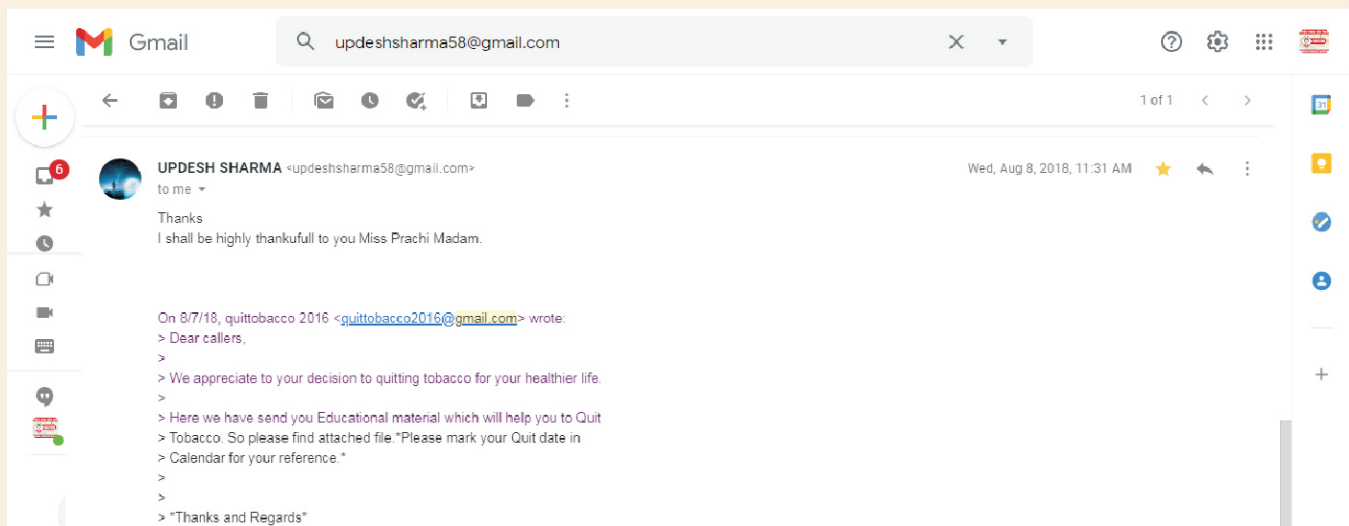 Gmail
updeshsharma58@gmail.com
1 of 1
31
6
UPDESH SHARMA <updeshsharma58@gmail.com>
Wed, Aug 8, 2018, 11:31 AM
to me
Thanks
I shall be highly thankfull to you Miss Prachi Madam.
On 8/7/18, quittobacco 2016 <quittobacco2016@gmail.com> wrote:
> Dear callers,
>
> We appreciate to your decision to quitting tobacco for your healthier life.
>
> Here we have send you Educational material which will help you to Quit
> Tobacco. So please find attached file.*Please mark your Quit date in
> Calendar for your reference.*
>
>
> *Thanks and Regards*